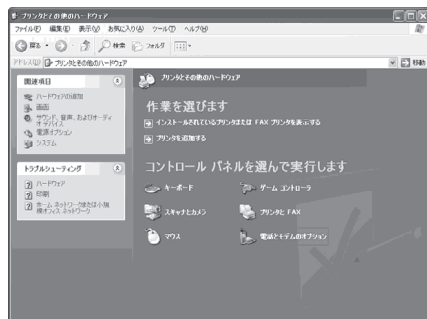 プリンタとその他のハードウェア
ファイル(F) 編集(E) 表示(V) お気に入り(A) ツール(T) ヘルプ(H)
戻る 検索 フォルダ
アドレス(D) プリンタとその他のハードウェア 移動
関連項目
ハードウェアの追加
画面
サウンド、音声、およびオーディ
オ デバイス
電源オプション
システム
トラブルシューティング
ハードウェア
印刷
ホーム ネットワークまたは小規
模オフィス ネットワーク
プリンタとその他のハードウェア
作業を選びます
インストールされているプリンタまたは FAX プリンタを表示する
プリンタを追加する
コントロール パネルを選んで実行します
キーボード
ゲーム コントローラ
スキャナとカメラ
プリンタと FAX
マウス
電話とモデムのオプション